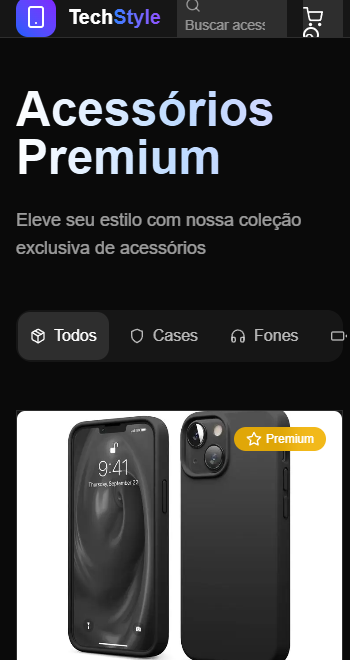 TechStyle
Buscar acess
Acessórios
Premium
Eleve seu estilo com nossa coleção
exclusiva de acessórios
Todos
Cases
Fones
Premium
9:41
Thursday, September 22